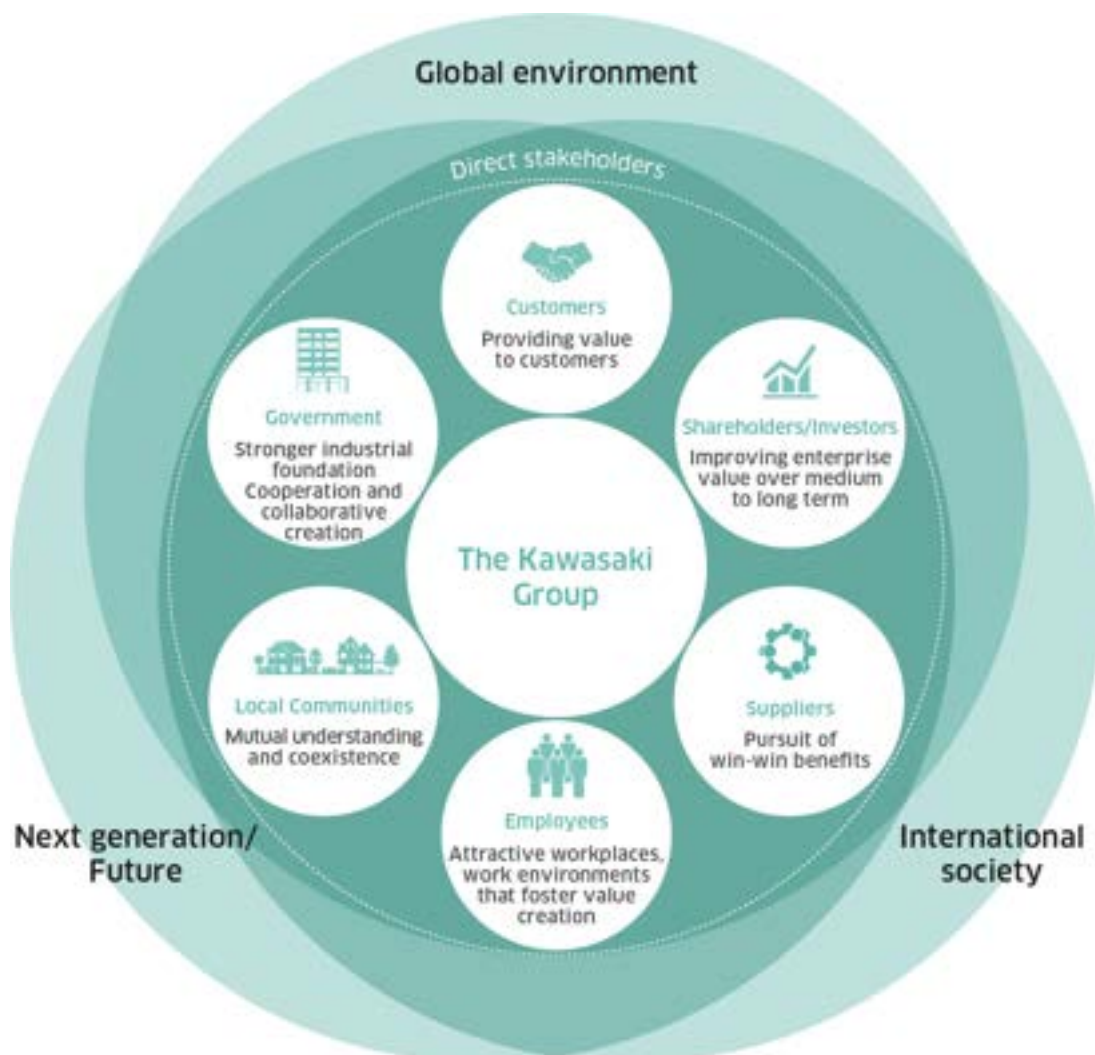 Global environment
Direct stakeholders
Customers
Providing value
to customers
Government
Stronger industrial
foundation
Cooperation and
collaborative
creation
Shareholders/Investors
Improving enterprise
value over medium
to long term
The Kawasaki
Group
Local Communities
Mutual understanding
and coexistence
Suppliers
Pursuit of
win-win benefits
Employees
Attractive workplaces,
work environments
that foster value
creation
Next generation/
Future
International
society